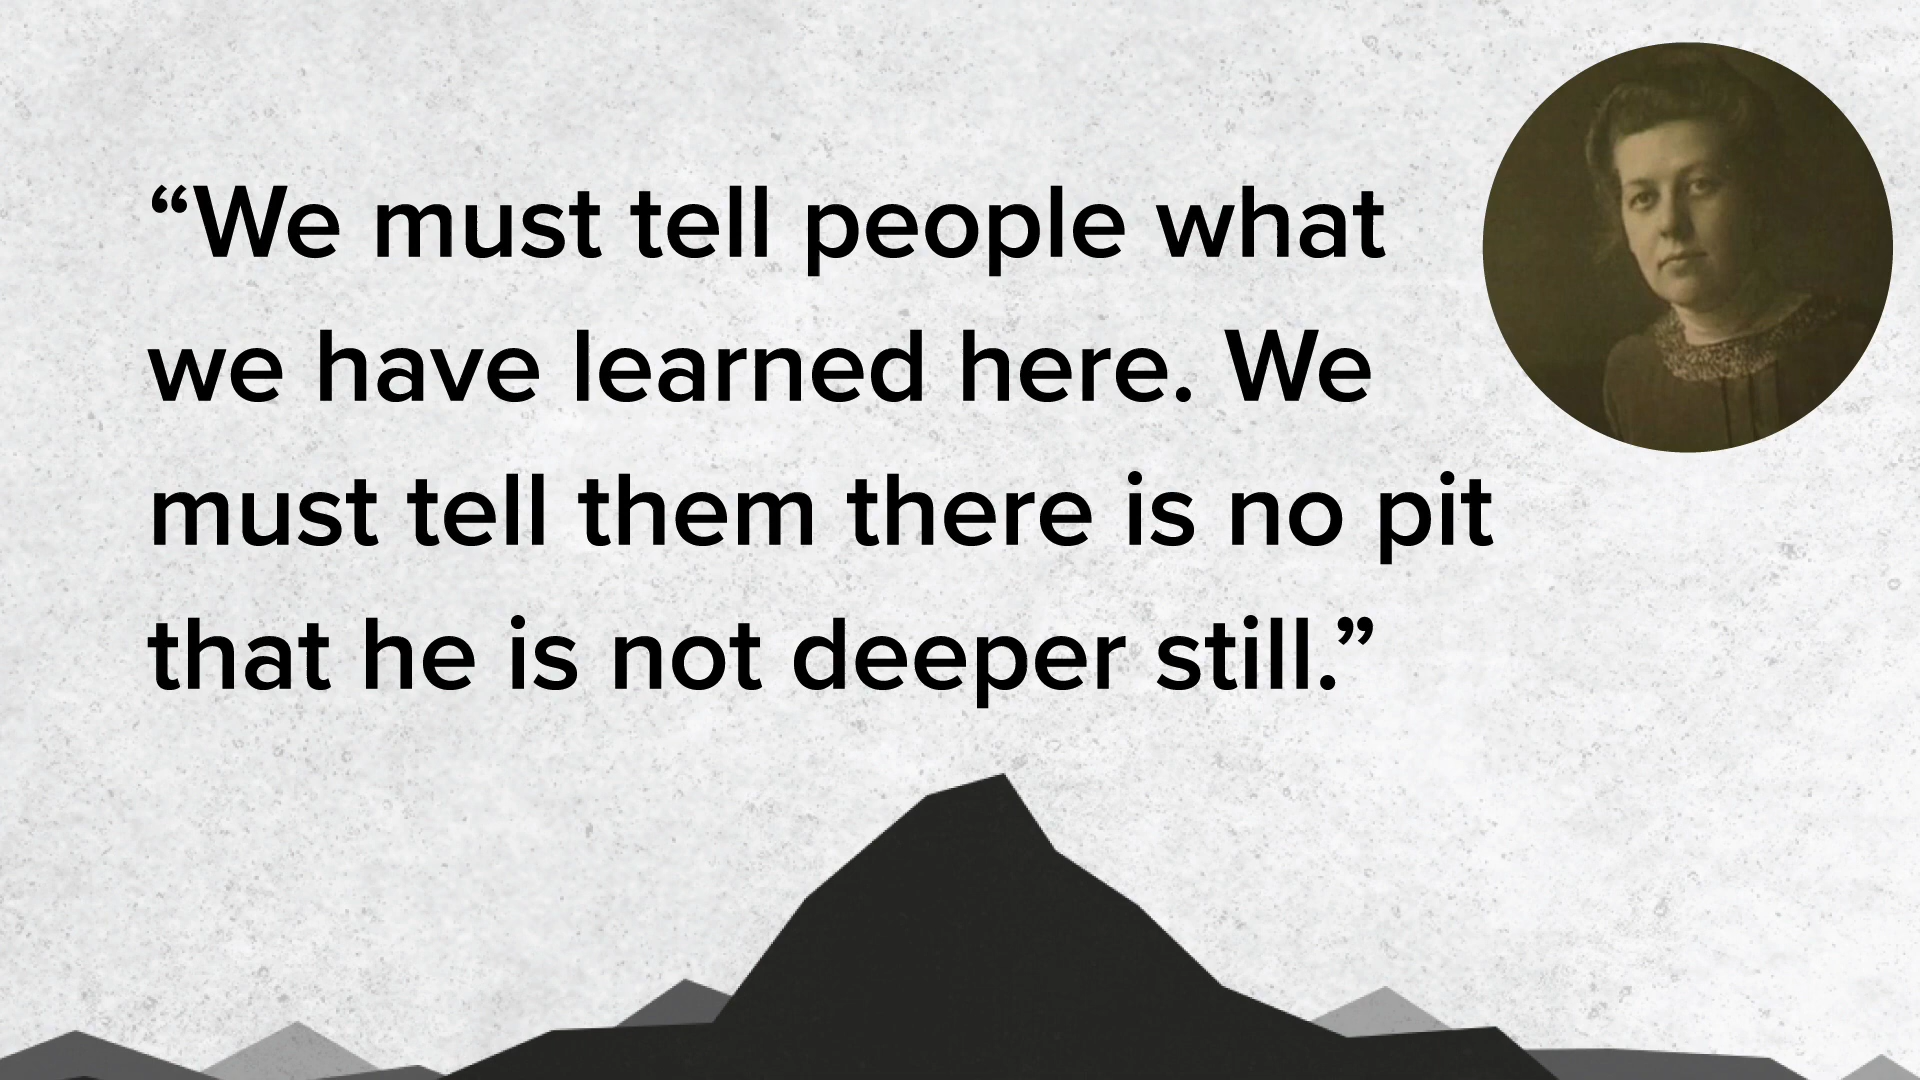 “We must tell people what
we have learned here. We
must tell them there is no pit
that he is not deeper still.”